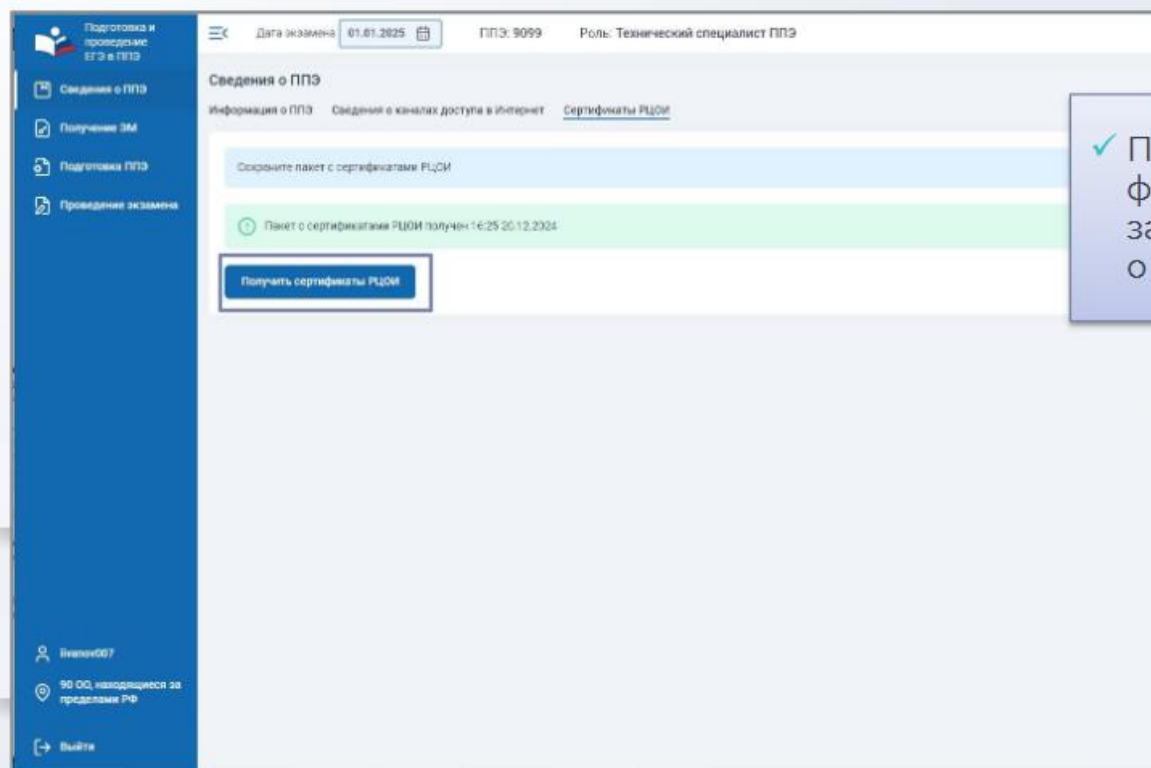 Подготовка и
проведение
ЕГЭ в ППЭ
Сведения о ППЭ
Получение ЭМ
Подготовка ППЭ
Проведение экзамена
iivanov007
90 ОО, находящиеся за
пределами РФ
Выйти
Дата экзамена 01.01.2025 ППЭ: 9099 Роль: Технический специалист ППЭ
Сведения о ППЭ
Информация о ППЭ Сведения о каналах доступа в Интернет Сертификаты РЦОИ
Сохраните пакет с сертификатами РЦОИ
Пакет с сертификатами РЦОИ получен 16:25 20.12.2024
Получить сертификаты РЦОИ
П
ф
за
о